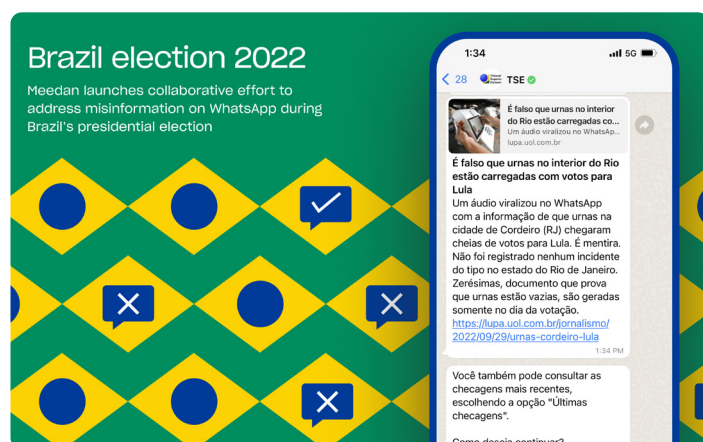 Brazil election 2022
Meedan launches collaborative effort to
address misinformation on WhatsApp during
Brazil's presidential election
1:34
5G
28
TSE
É falso que urnas no interior
do Rio estão carregadas co...
Um áudio viralizou no WhatsAp...
lupa.uol.com.br
É falso que urnas no interior do Rio
estão carregadas com votos para
Lula
Um áudio viralizou no WhatsApp
com a informação de que urnas na
cidade de Cordeiro (RJ) chegaram
cheias de votos para Lula. É mentira.
Não foi registrado nenhum incidente
do tipo no estado do Rio de Janeiro.
Zerésimas, documento que prova
que urnas estão vazias, são geradas
somente no dia da votação.
https://lupa.uol.com.br/jornalismo/
2022/09/29/urnas-cordeiro-lula
1:34 PM
Você também pode consultar as
checagens mais recentes,
escolhendo a opção "Últimas
checagens".
Como deseja continuar?